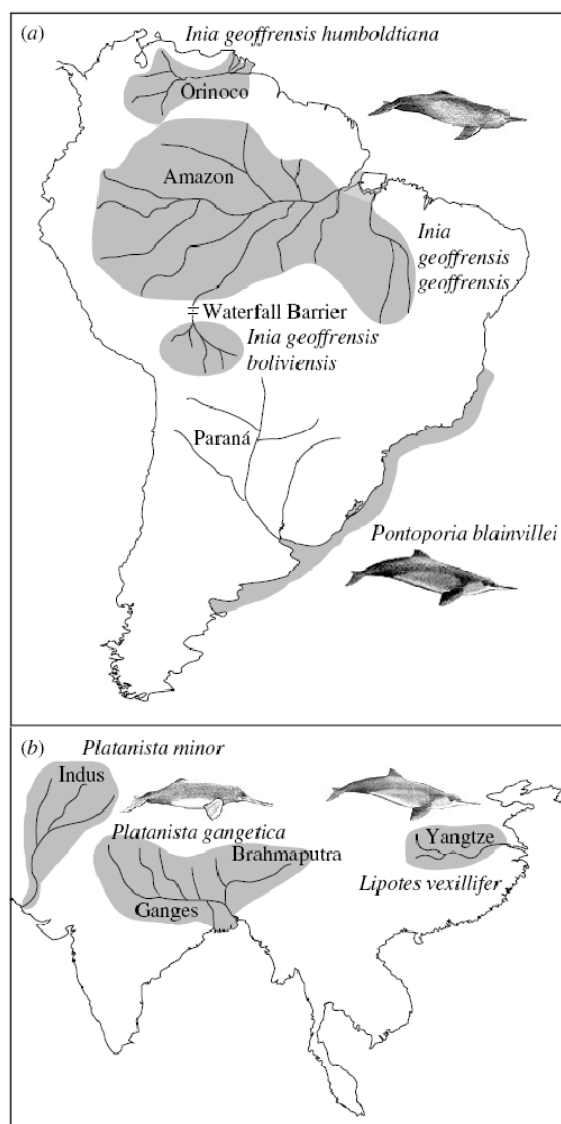 (a)
Inia geoffrensis humboldtiana
Orinoco
Amazon
Inia
geoffrensis
geoffrensis
Waterfall Barrier
Inia geoffrensis
boliviensis
Paraná
Pontoporia blainvillei
(b)
Platanista minor
Indus
Platanista gangetica
Brahmaputra
Ganges
Yangtze
Lipotes vexillifer